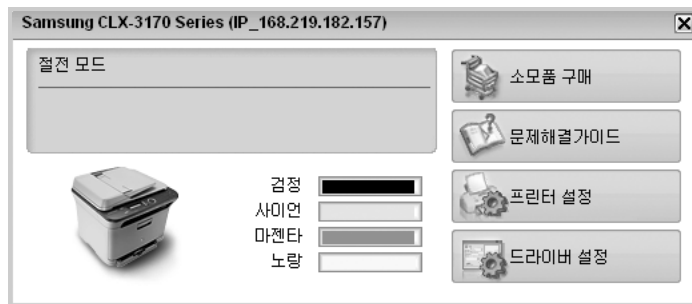 Samsung CLX-3170 Series (IP_168.219.182.157)
절전 모드
소모품 구매
문제해결가이드
프린터 설정
드라이버 설정
검정
사이언
마젠타
노랑